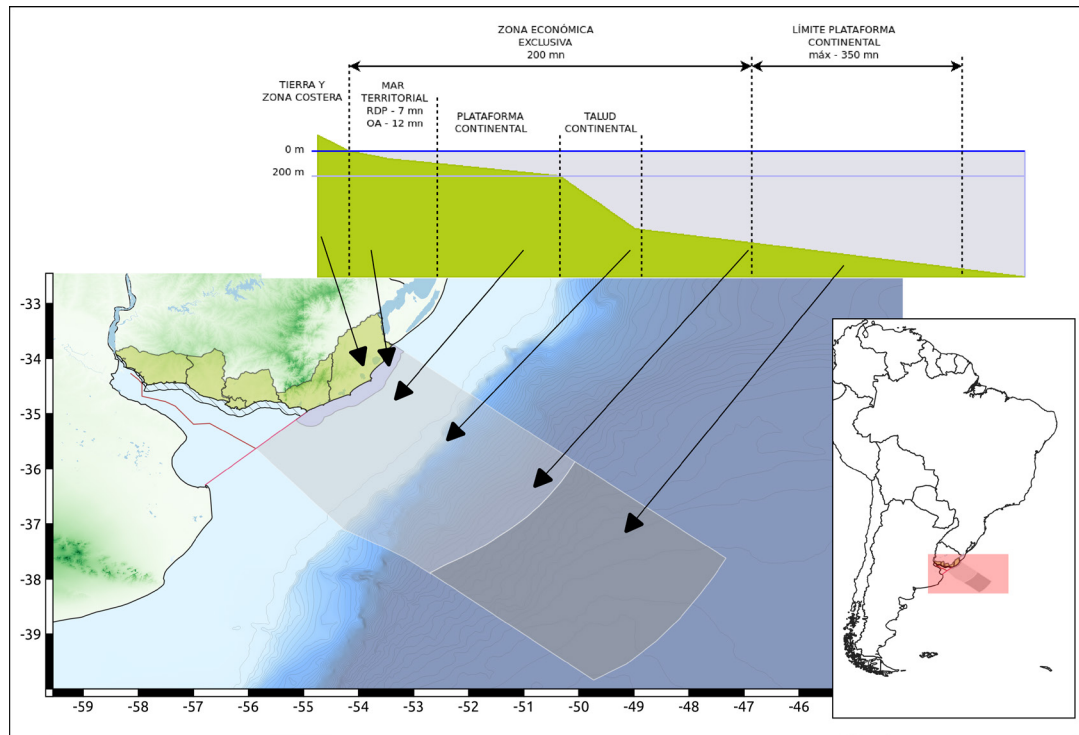 ZONA ECONÓMICA
EXCLUSIVA
200 mn
LÍMITE PLATAFORMA
CONTINENTAL
máx - 350 mn
TIERRA Y
ZONA COSTERA
MAR
TERRITORIAL
RDP - 7 mn
OA - 12 mn
PLATAFORMA
CONTINENTAL
TALUD
CONTINENTAL
0 m
200 m
-33
-34
-35
-36
-37
-38
-39
-59 -58 -57 -56 -55 -54 -53 -52 -51 -50 -49 -48 -47 -46